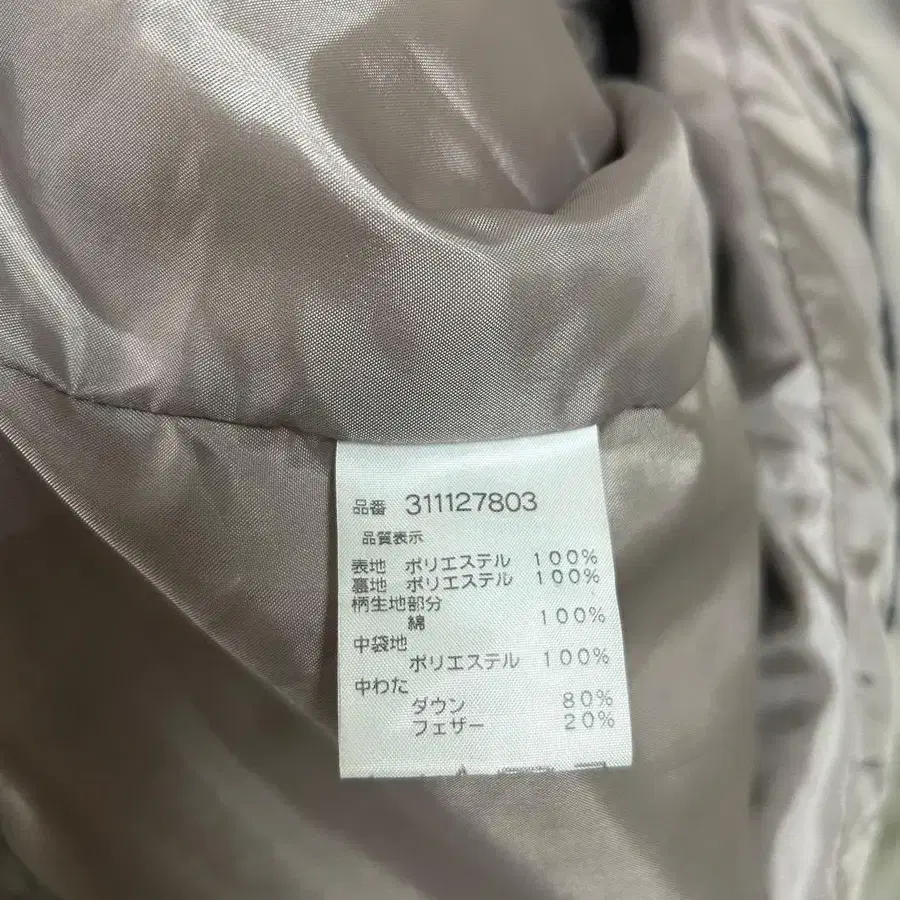 品番 311127803
品質表示
表地 ポリエステル 100%
裏地 ポリエステル 100%
柄生地部分
綿 100%
中袋地
ポリエステル 100%
中わた
ダウン 80%
フェザー 20%